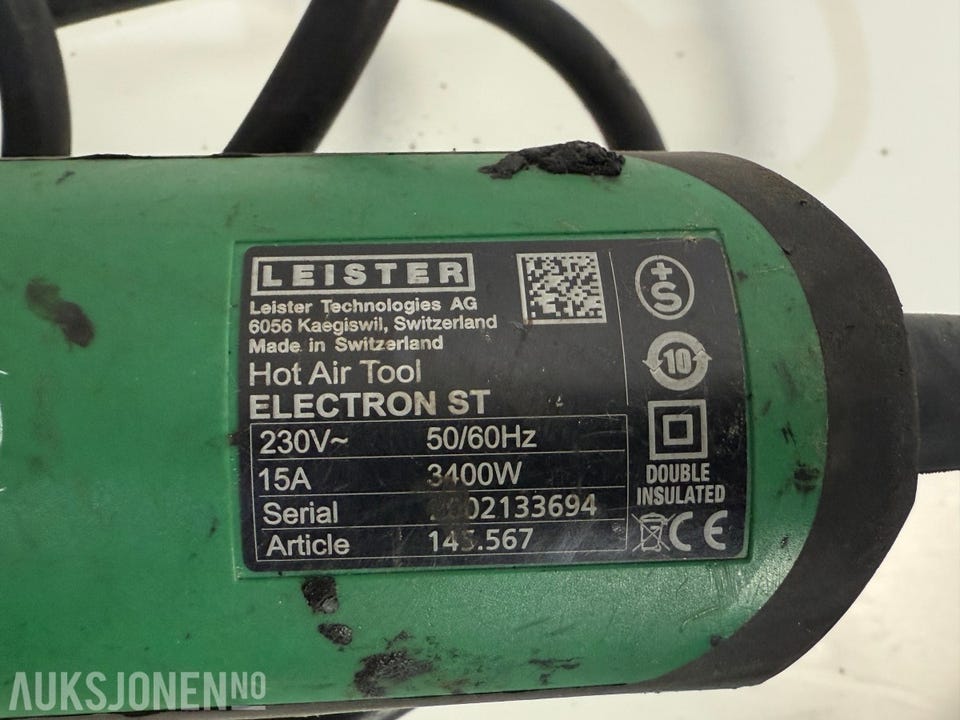 LEISTER
Leister Technologies AG
6056 Kaegiswil, Switzerland
Made in Switzerland
Hot Air Tool
ELECTRON ST
230V~ 50/60Hz
15A 3400W
Serial
Article
+S
10
DOUBLE
INSULATED
CE
AUKSJONEN.NO